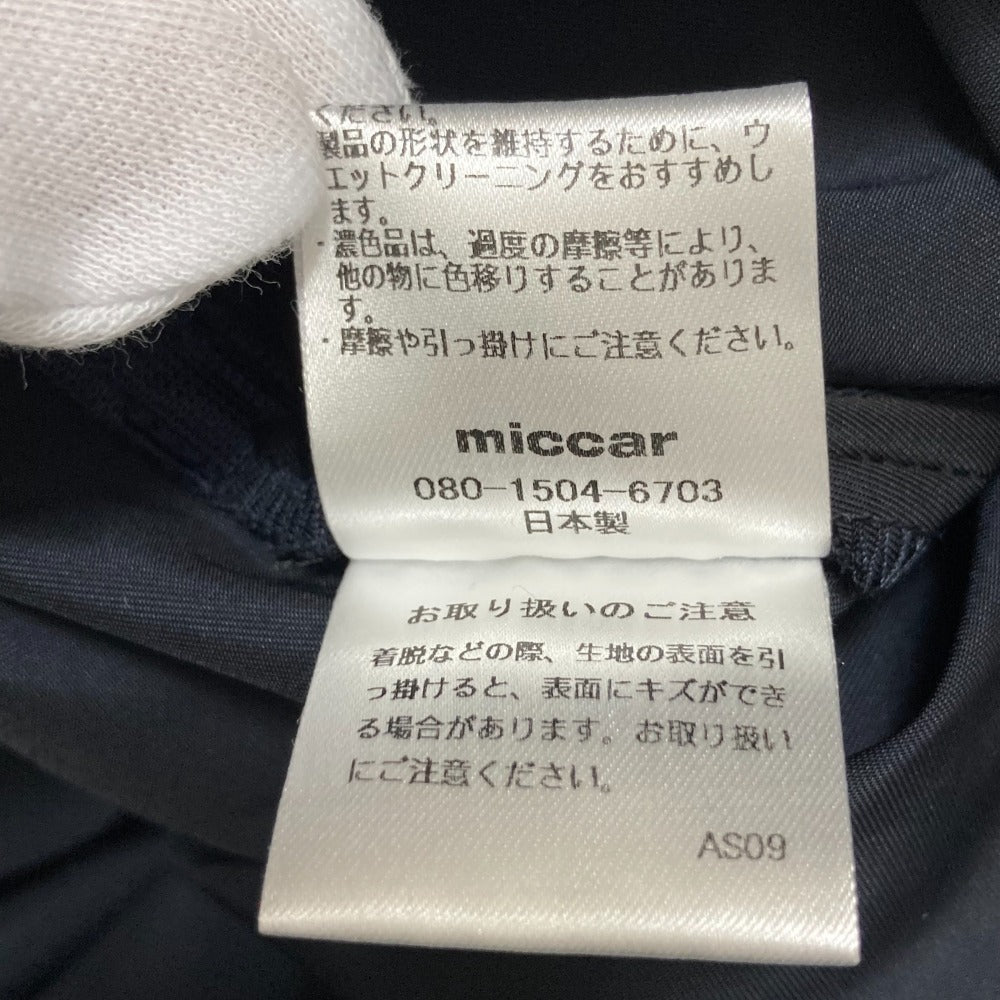 ください。
製品の形状を維持するために、ウ
エットクリーニングをおすすめし
ます。
・濃色品は、過度の摩擦等により、
他の物に色移りすることがありま
す。
・摩擦や引っ掛けにご注意ください。
miccar
080-1504-6703
日本製
お取り扱いのご注意
着脱などの際、生地の表面を引
っ掛けると、表面にキズができ
る場合があります。お取り扱い
にご注意ください。
AS09